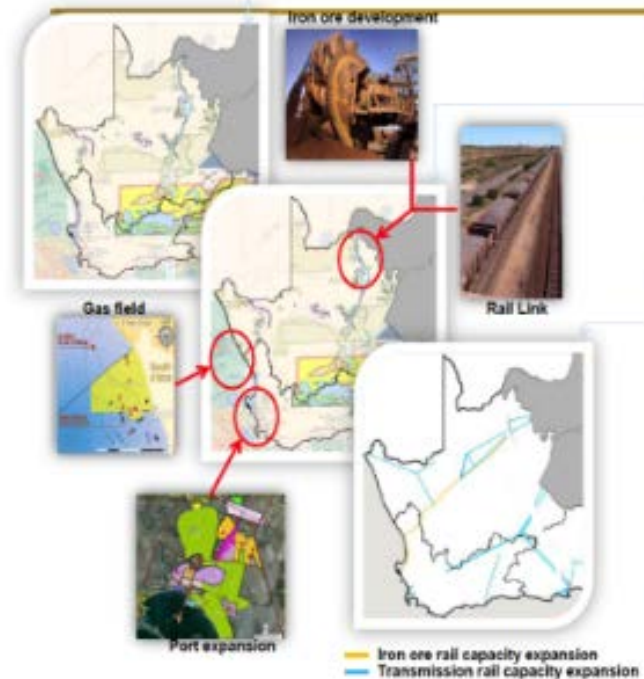 Iron ore development
Gas field
Rail Link
Port expansion
Iron ore rail capacity expansion
Transmission rail capacity expansion